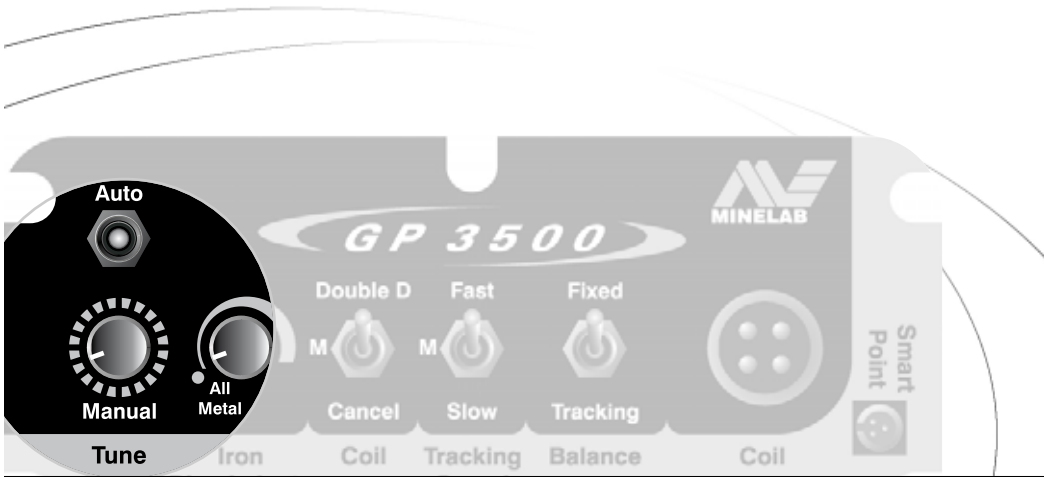 Auto
Manual
All
Metal
Tune
MINELAB
GP 3500
Double D
M
Cancel
Fast
M
Slow
Fixed
Tracking
Smart
Point
Iron
Coil
Tracking
Balance
Coil